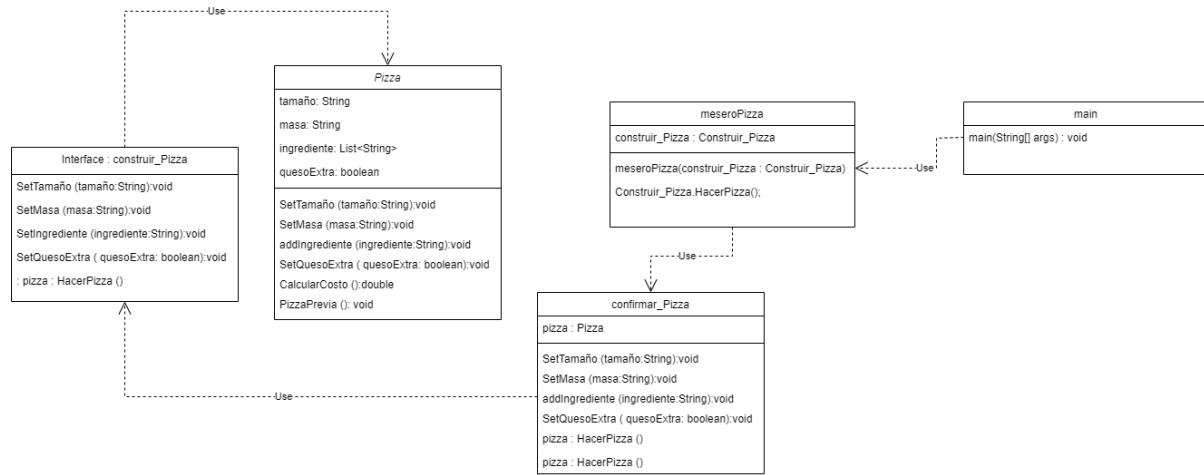 Use
Pizza
tamaño: String
masa: String
ingrediente: List<String>
quesoExtra: boolean
SetTamaño (tamaño:String):void
SetMasa (masa:String):void
addIngrediente (ingrediente:String):void
SetQuesoExtra ( quesoExtra: boolean):void
CalcularCosto ():double
PizzaPrevia (): void
Interface : construir_Pizza
SetTamaño (tamaño:String):void
SetMasa (masa:String):void
SetIngrediente (ingrediente:String):void
SetQuesoExtra ( quesoExtra: boolean):void
: pizza : HacerPizza ()
meseroPizza
construir_Pizza : Construir_Pizza
meseroPizza(construir_Pizza : Construir_Pizza)
Construir_Pizza.HacerPizza();
Use
main
main(String[] args) : void
Use
confirmar_Pizza
pizza : Pizza
SetTamaño (tamaño:String):void
SetMasa (masa:String):void
addIngrediente (ingrediente:String):void
SetQuesoExtra ( quesoExtra: boolean):void
pizza : HacerPizza ()
pizza : HacerPizza ()
Use